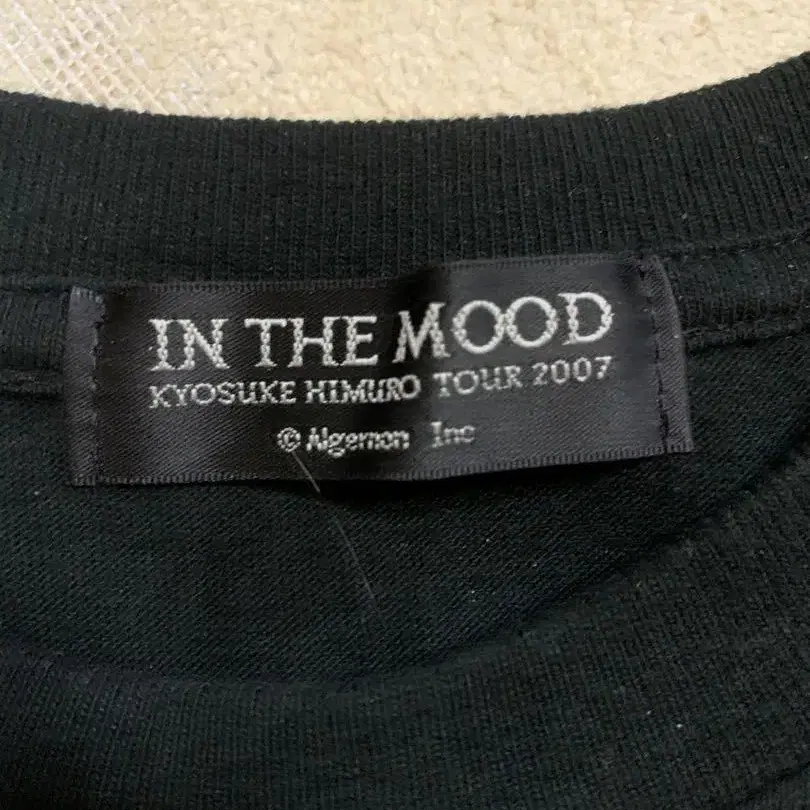 IN THE MOOD
KYOSUKE HIMURO TOUR 2007
© Algernon Inc